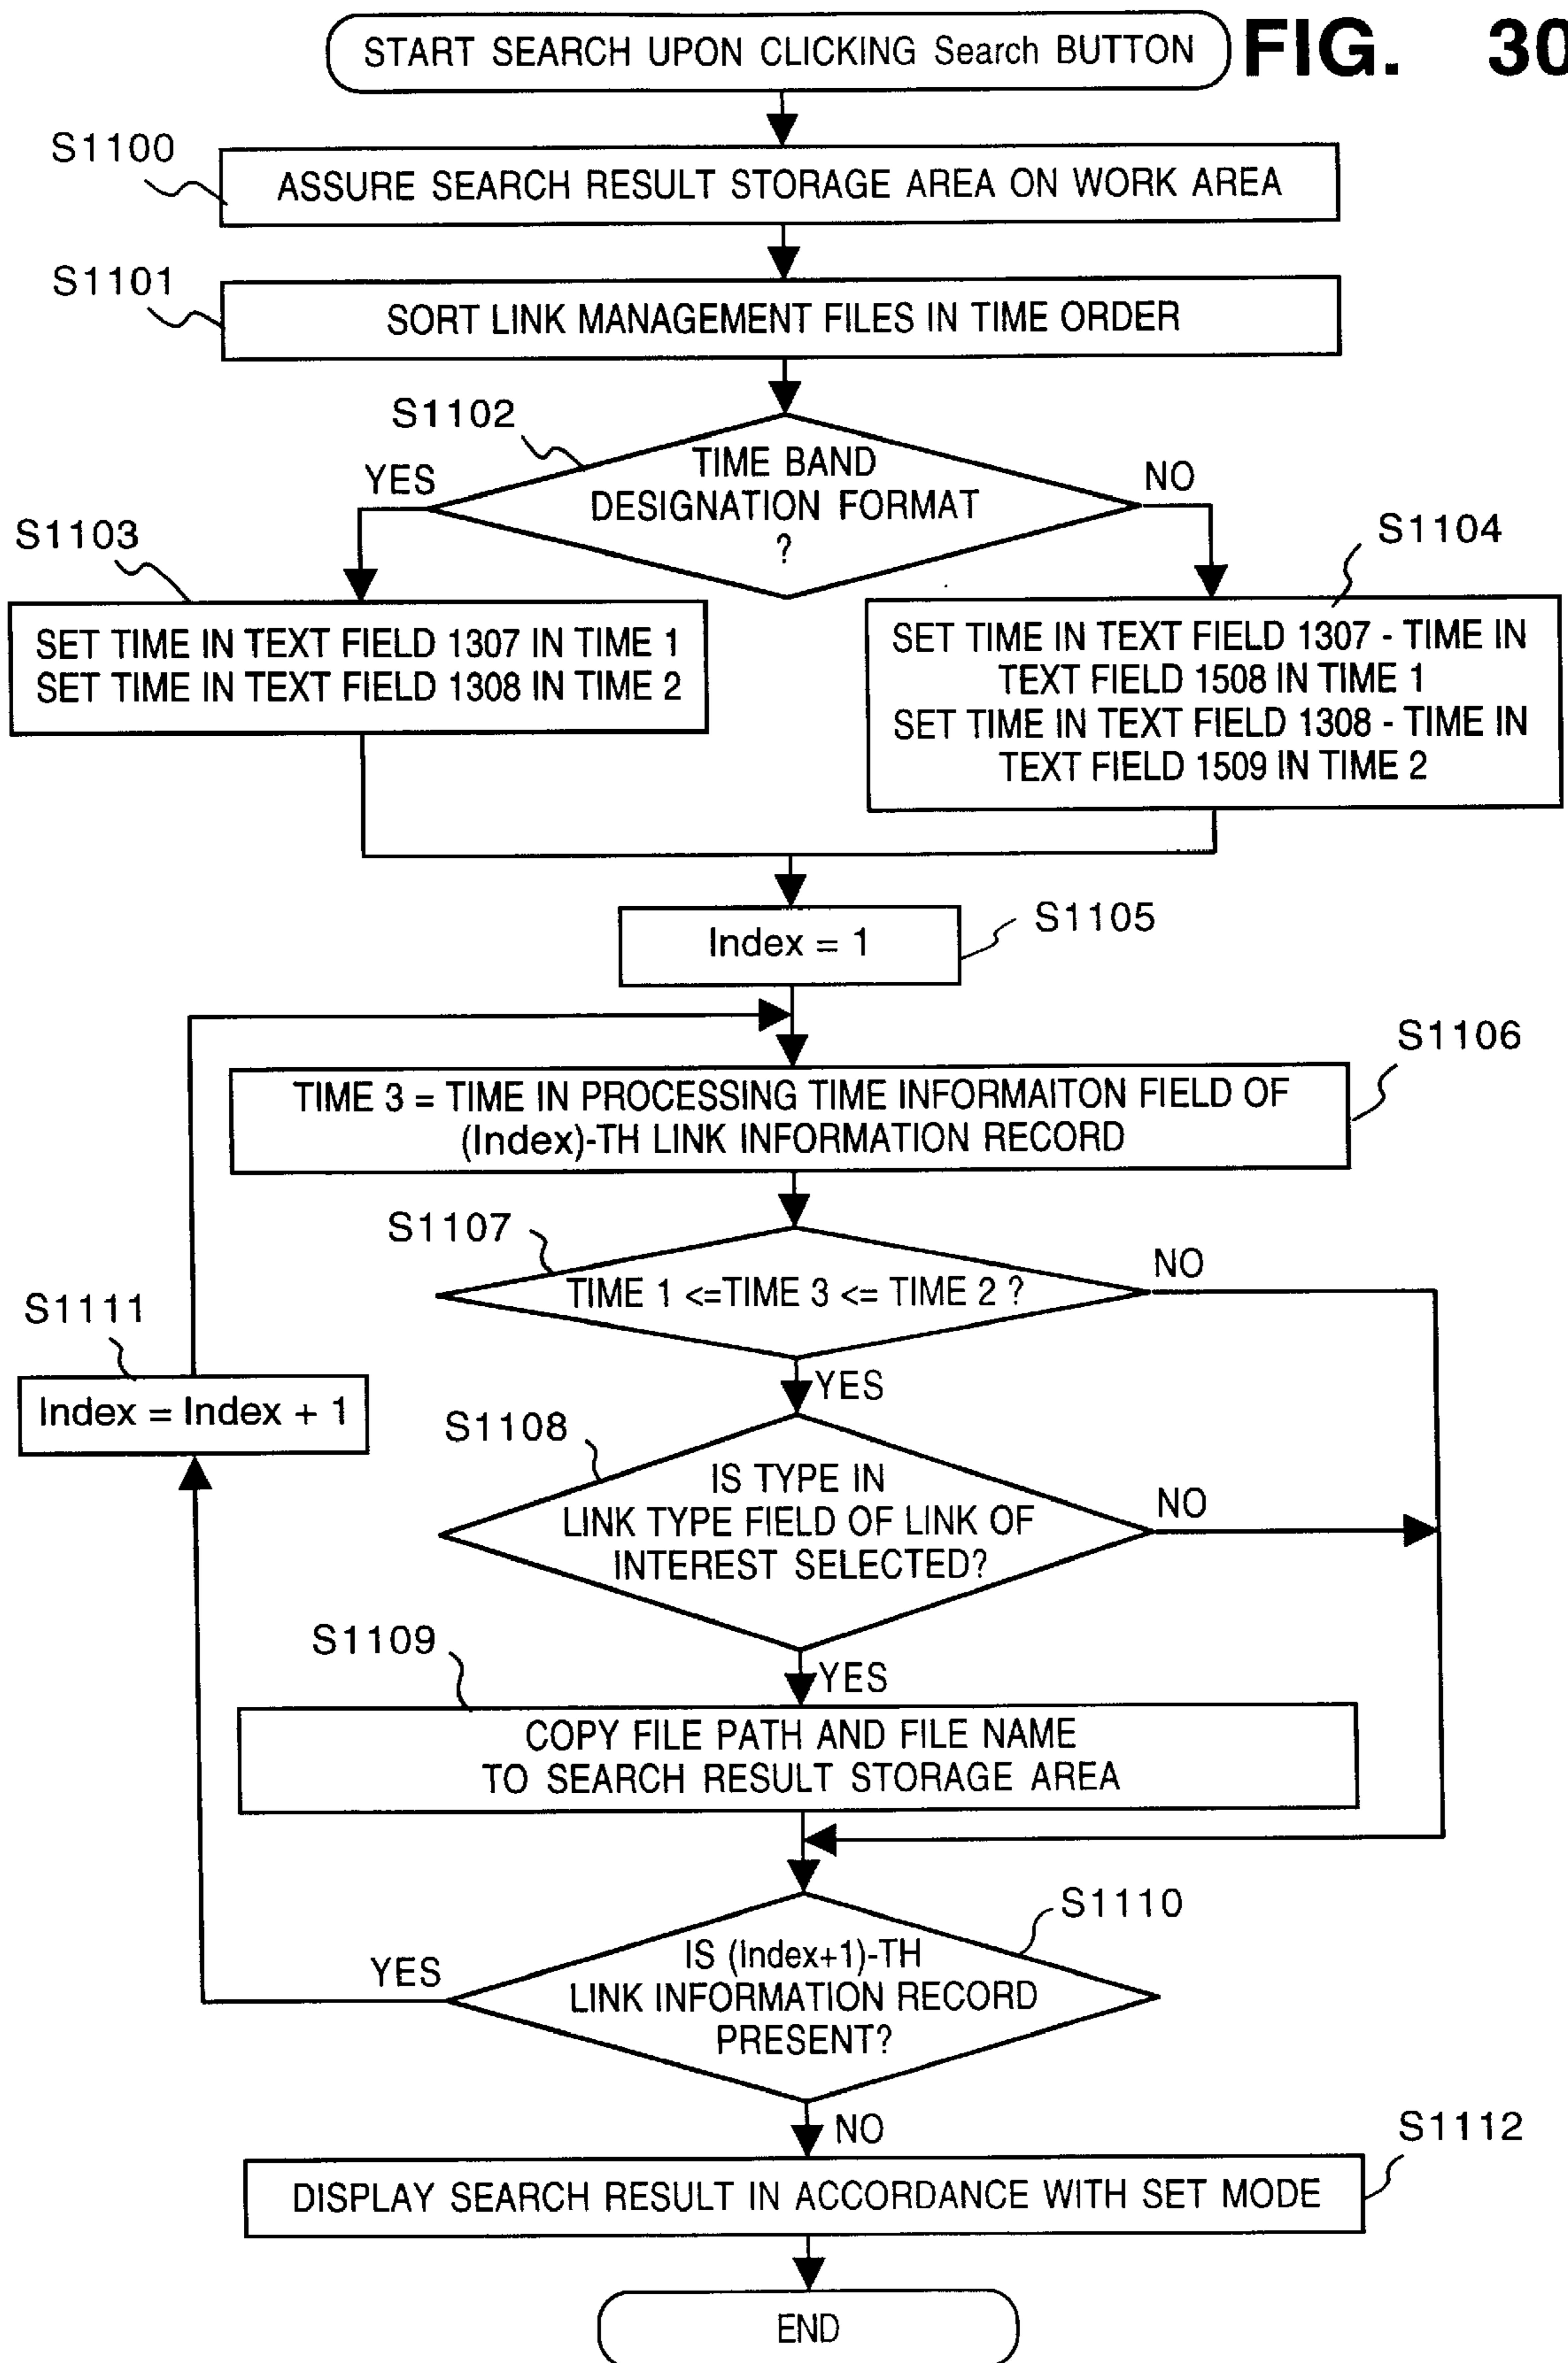 START SEARCH UPON CLICKING Search BUTTON
FIG. 30
S1100
ASSURE SEARCH RESULT STORAGE AREA ON WORK AREA
S1101
SORT LINK MANAGEMENT FILES IN TIME ORDER
S1102
TIME BAND
DESIGNATION FORMAT
?
YES
NO
S1103
SET TIME IN TEXT FIELD 1307 IN TIME 1
SET TIME IN TEXT FIELD 1308 IN TIME 2
S1104
SET TIME IN TEXT FIELD 1307 - TIME IN
TEXT FIELD 1508 IN TIME 1
SET TIME IN TEXT FIELD 1308 - TIME IN
TEXT FIELD 1509 IN TIME 2
Index = 1
S1105
S1106
TIME 3 = TIME IN PROCESSING TIME INFORMAITON FIELD OF
(Index)-TH LINK INFORMATION RECORD
S1107
TIME 1 <=TIME 3 <= TIME 2 ?
NO
YES
S1111
Index = Index + 1
S1108
IS TYPE IN
LINK TYPE FIELD OF LINK OF
INTEREST SELECTED?
NO
YES
S1109
COPY FILE PATH AND FILE NAME
TO SEARCH RESULT STORAGE AREA
S1110
IS (Index+1)-TH
LINK INFORMATION RECORD
PRESENT?
YES
NO
S1112
DISPLAY SEARCH RESULT IN ACCORDANCE WITH SET MODE
END